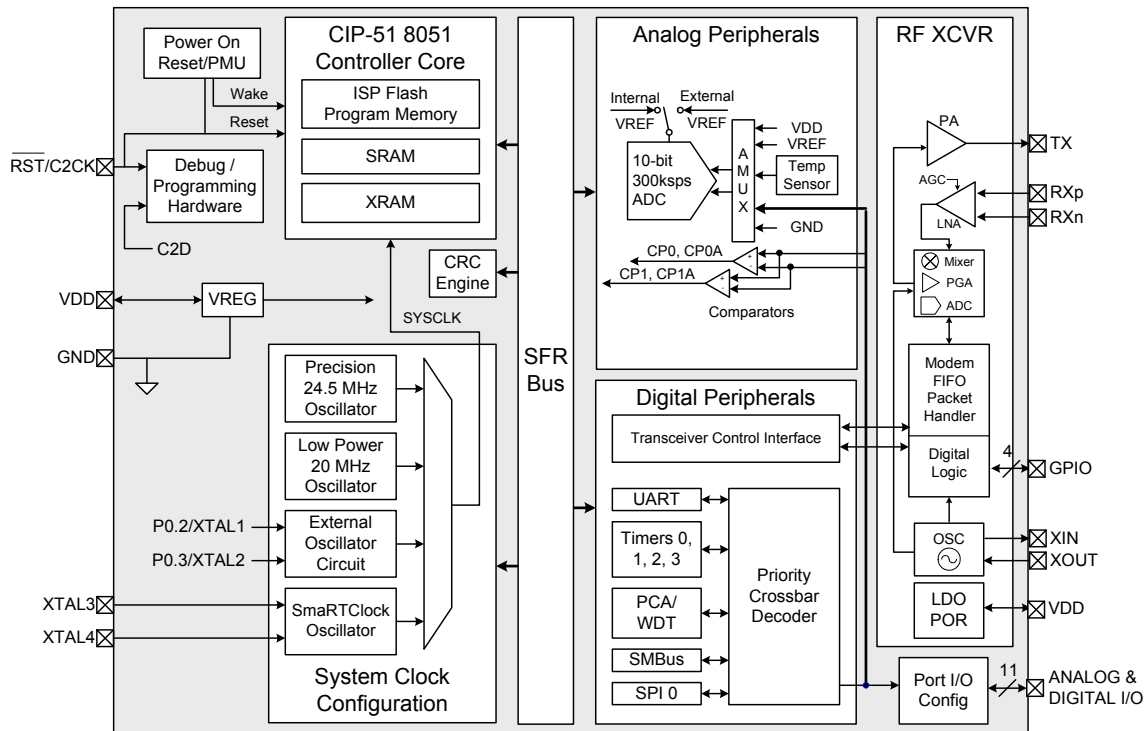 Power On
Reset/PMU
Wake
Reset
RST/C2CK
Debug /
Programming
Hardware
C2D
VDD
VREG
GND
CIP-51 8051
Controller Core
ISP Flash
Program Memory
SRAM
XRAM
CRC
Engine
SYSCLK
Precision
24.5 MHz
Oscillator
Low Power
20 MHz
Oscillator
P0.2/XTAL1
P0.3/XTAL2
External
Oscillator
Circuit
XTAL3
XTAL4
SmaRTClock
Oscillator
System Clock
Configuration
SFR
Bus
Analog Peripherals
Internal
VREF
External
VREF
10-bit
300ksps
ADC
A
M
U
X
VDD
VREF
Temp
Sensor
GND
CP0, CP0A
+
-
CP1, CP1A
+
-
Comparators
Digital Peripherals
Transceiver Control Interface
UART
Timers 0,
1, 2, 3
PCA/
WDT
SMBus
SPI 0
Priority
Crossbar
Decoder
RF XCVR
PA
TX
AGC
LNA
RXp
RXn
Mixer
PGA
ADC
Modem
FIFO
Packet
Handler
Digital
Logic
4
GPIO
OSC
XIN
XOUT
LDO
POR
VDD
Port I/O
Config
11
ANALOG &
DIGITAL I/O